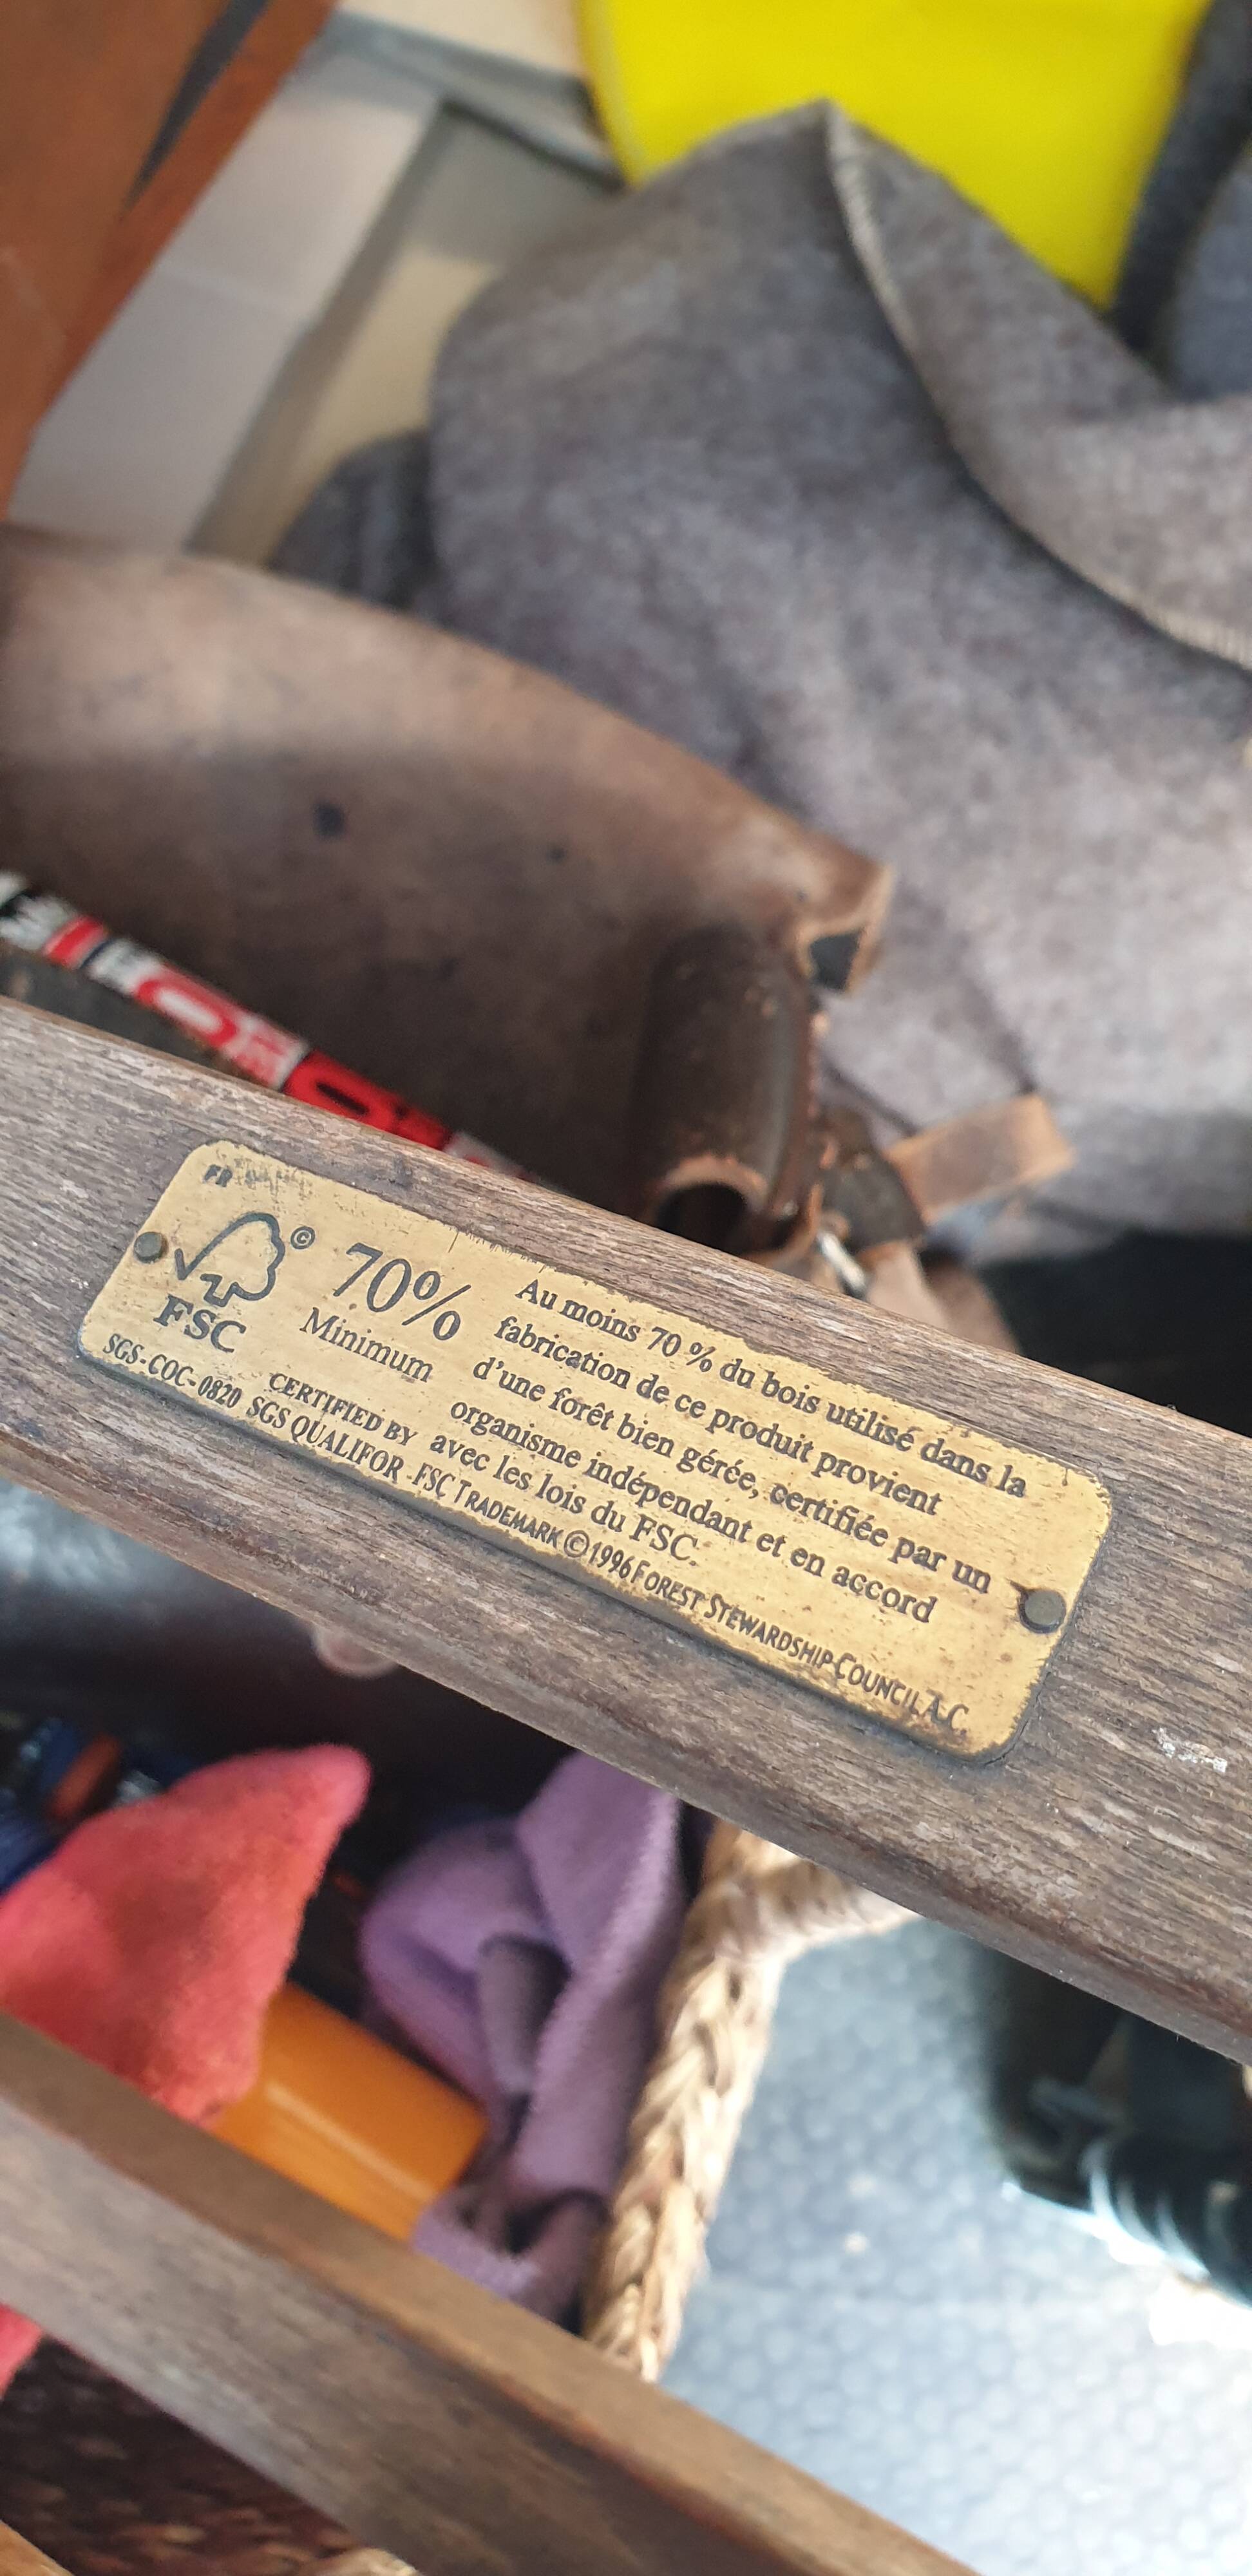 FR
©
FSC
70%
Minimum
Au moins 70 % du bois utilisé dans la
fabrication de ce produit provient
d'une forêt bien gérée, certifiée par un
organisme indépendant et en accord
avec les lois du FSC.
CERTIFIED BY
SGS-COC-0820 SGS QUALIFOR -FSC TRADEMARK © 1996 FOREST STEWARDSHIP COUNCIL A.C.